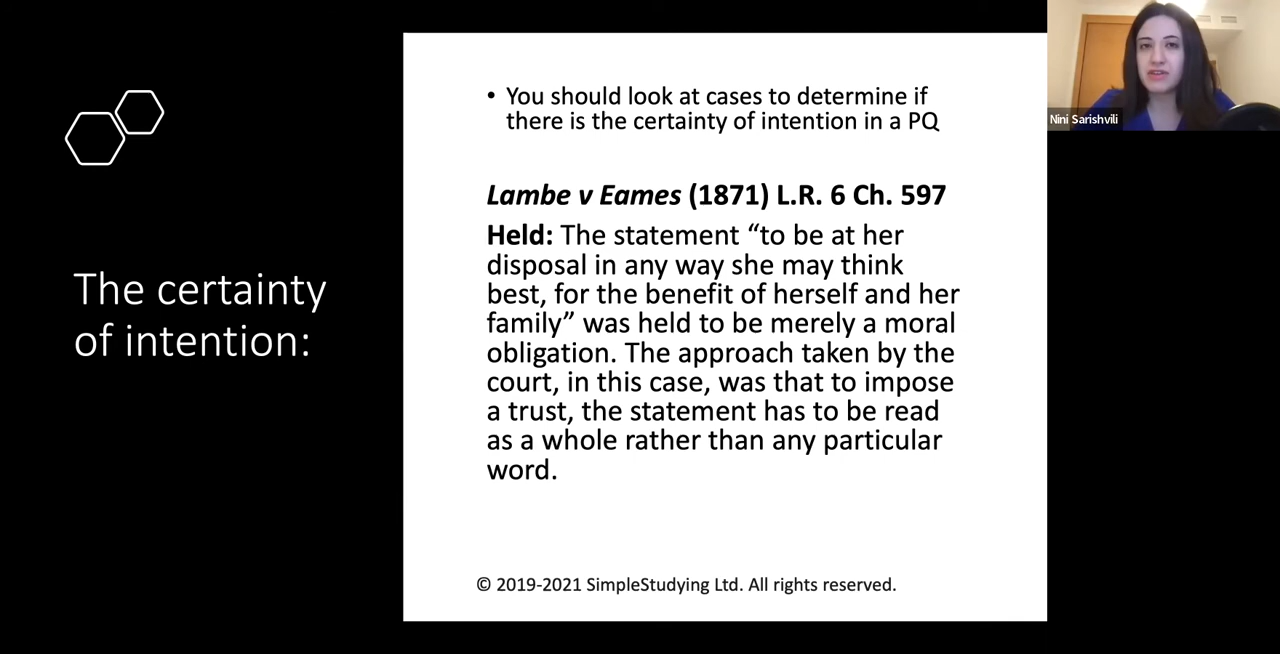 The certainty
of intention:
• You should look at cases to determine if
there is the certainty of intention in a PQ
Lambe v Eames (1871) L.R. 6 Ch. 597
Held: The statement “to be at her
disposal in any way she may think
best, for the benefit of herself and her
family” was held to be merely a moral
obligation. The approach taken by the
court, in this case, was that to impose
a trust, the statement has to be read
as a whole rather than any particular
word.
© 2019-2021 SimpleStudying Ltd. All rights reserved.
Nini Sarishvili